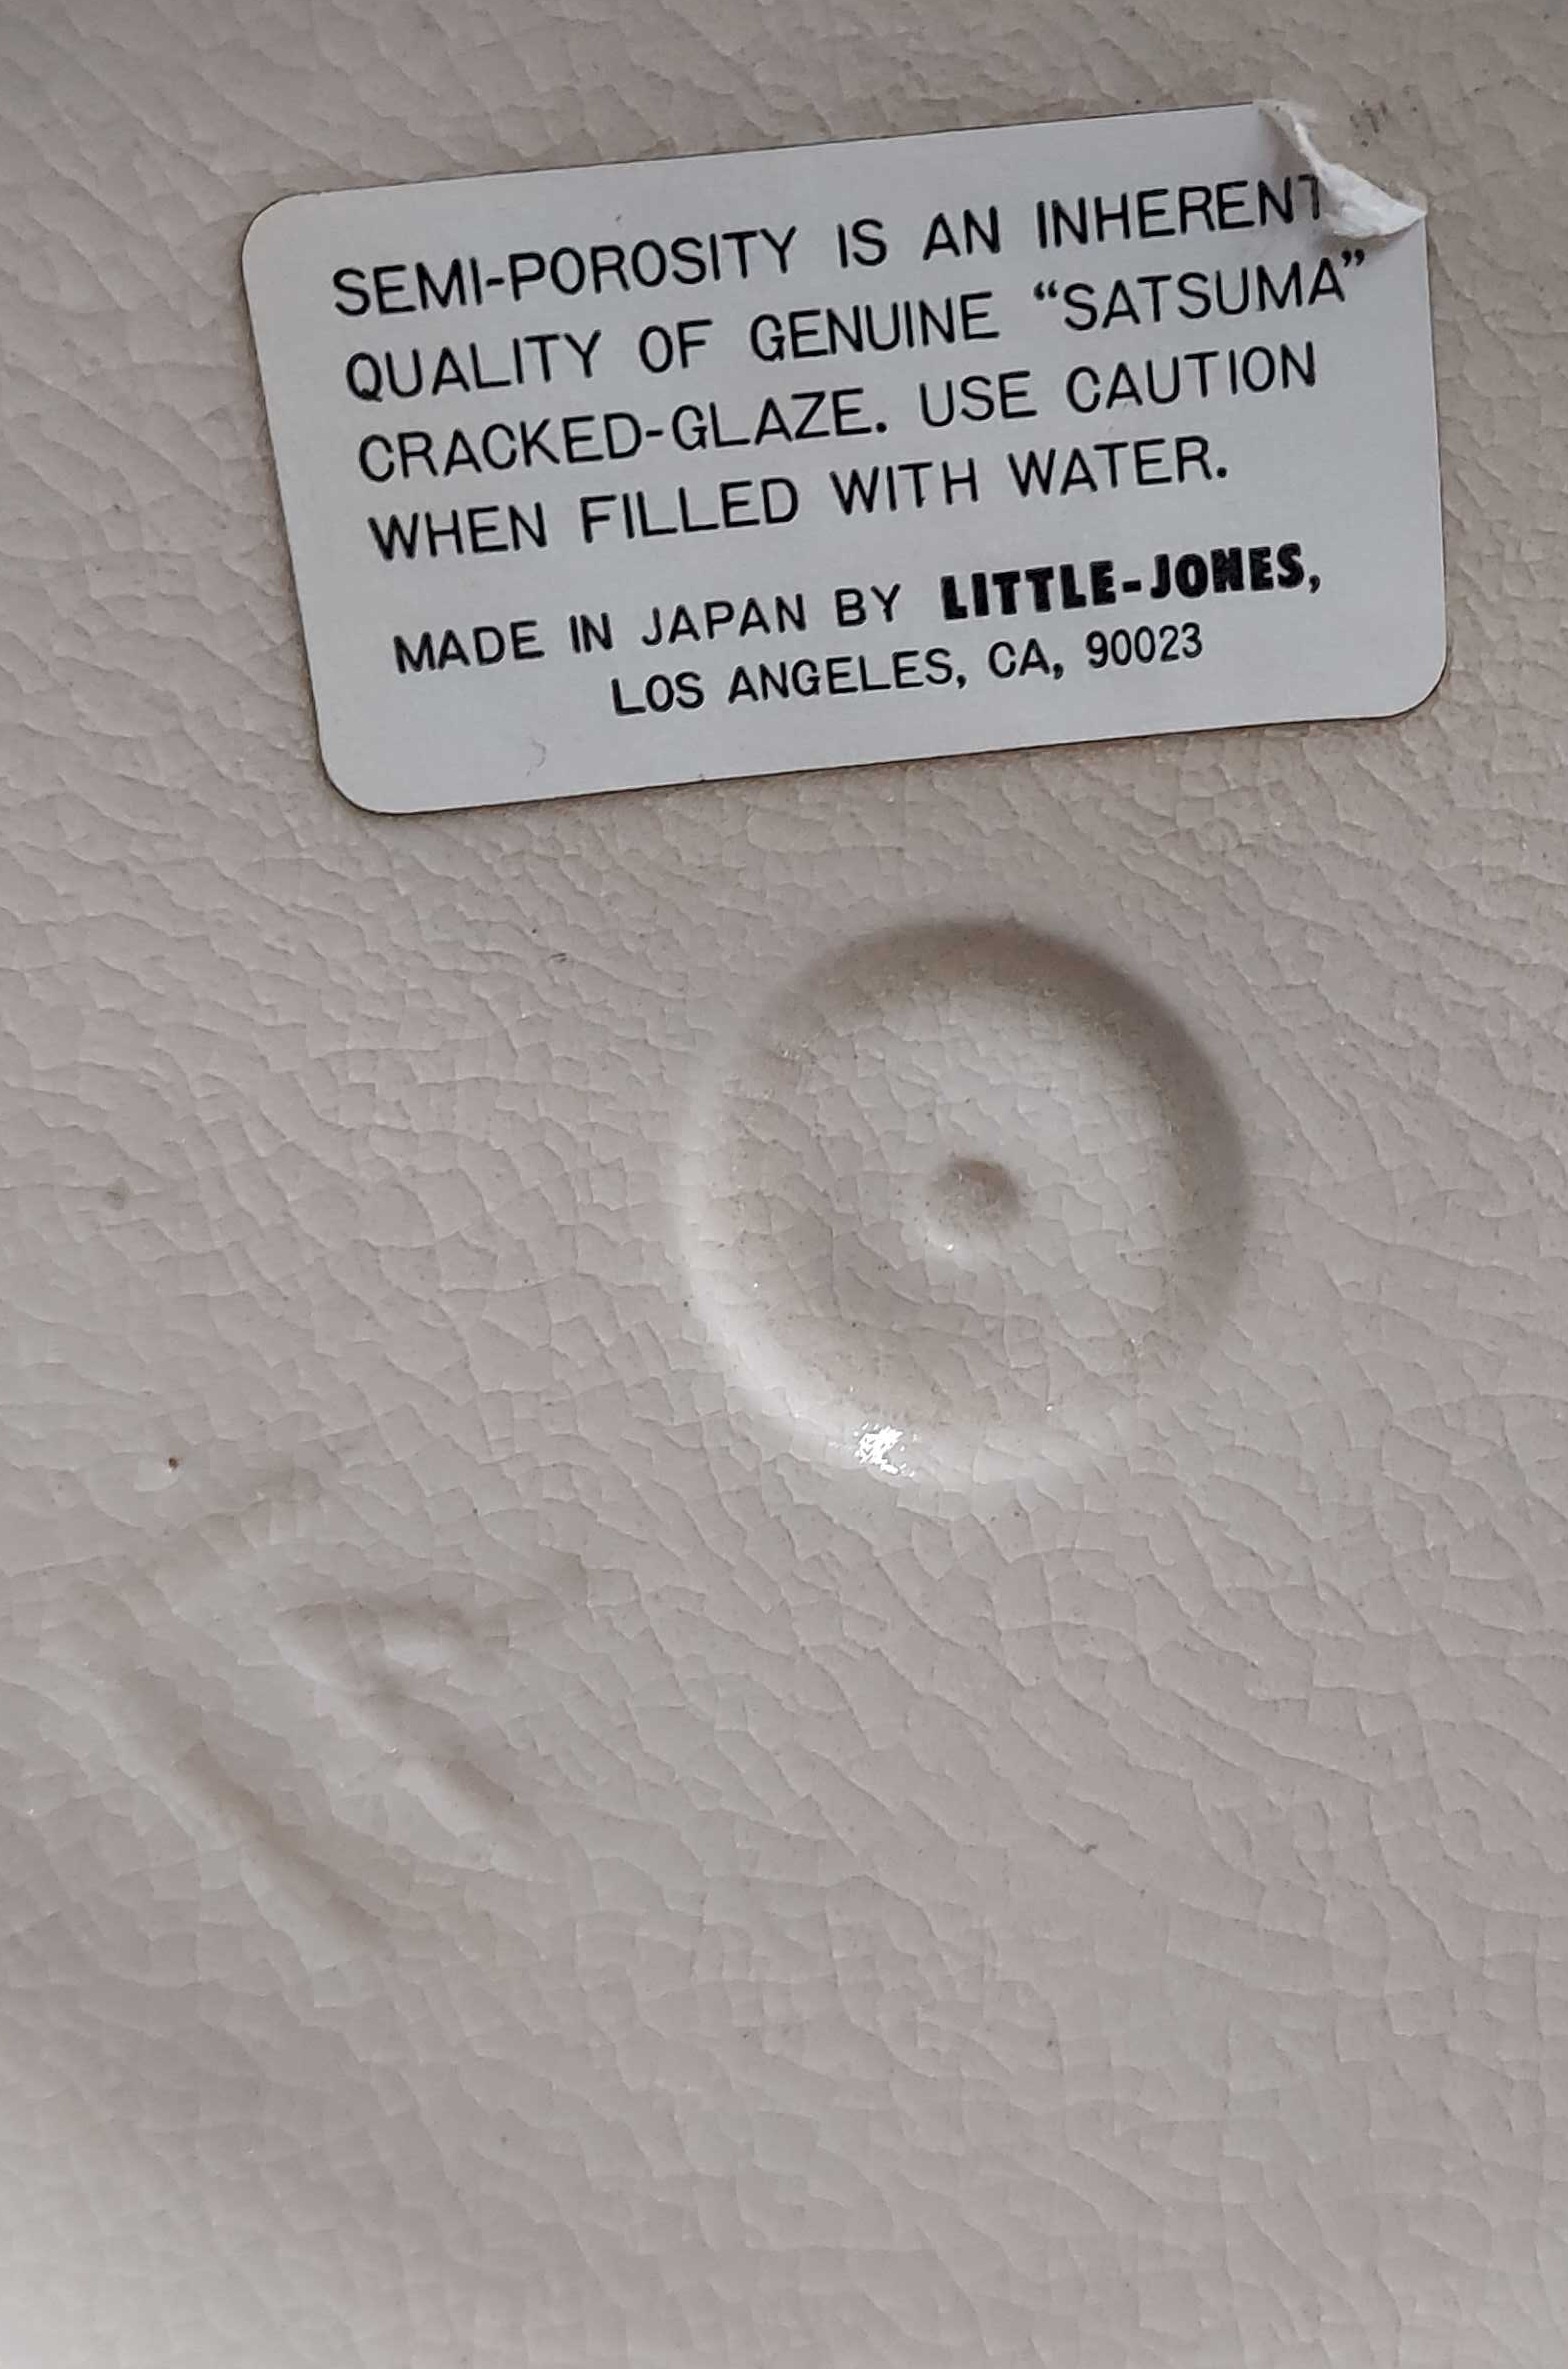 SEMI-POROSITY IS AN INHERENT
QUALITY OF GENUINE “SATSUMA”
CRACKED-GLAZE. USE CAUTION
WHEN FILLED WITH WATER.
MADE IN JAPAN BY LITTLE-JONES,
LOS ANGELES, CA, 90023